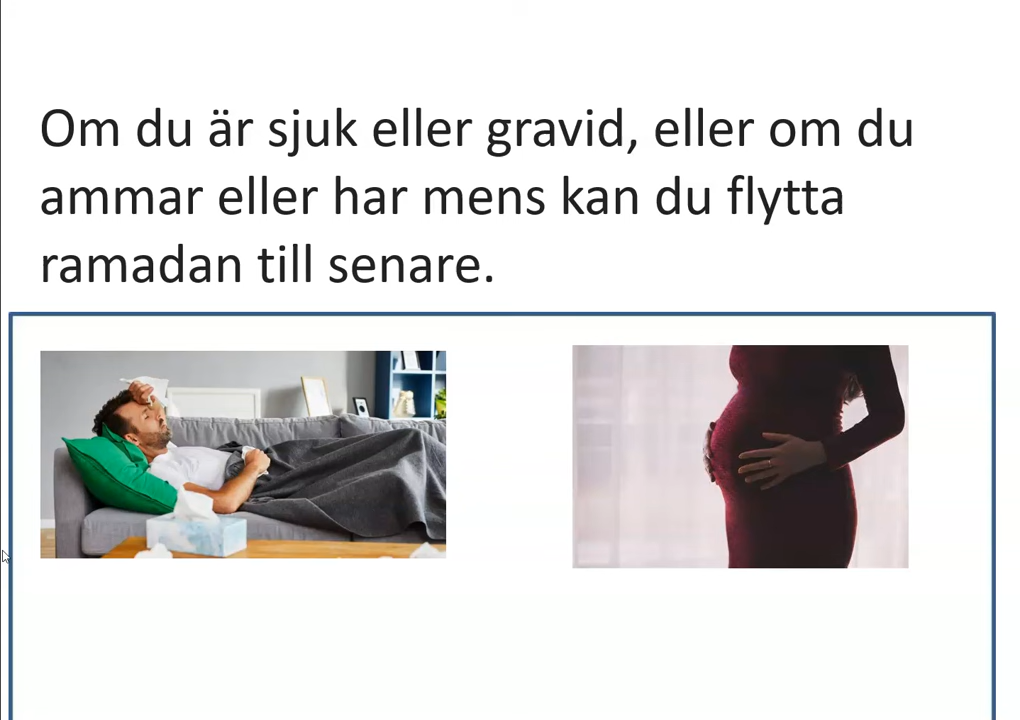 Om du är sjuk eller gravid, eller om du
ammar eller har mens kan du flytta
ramadan till senare.